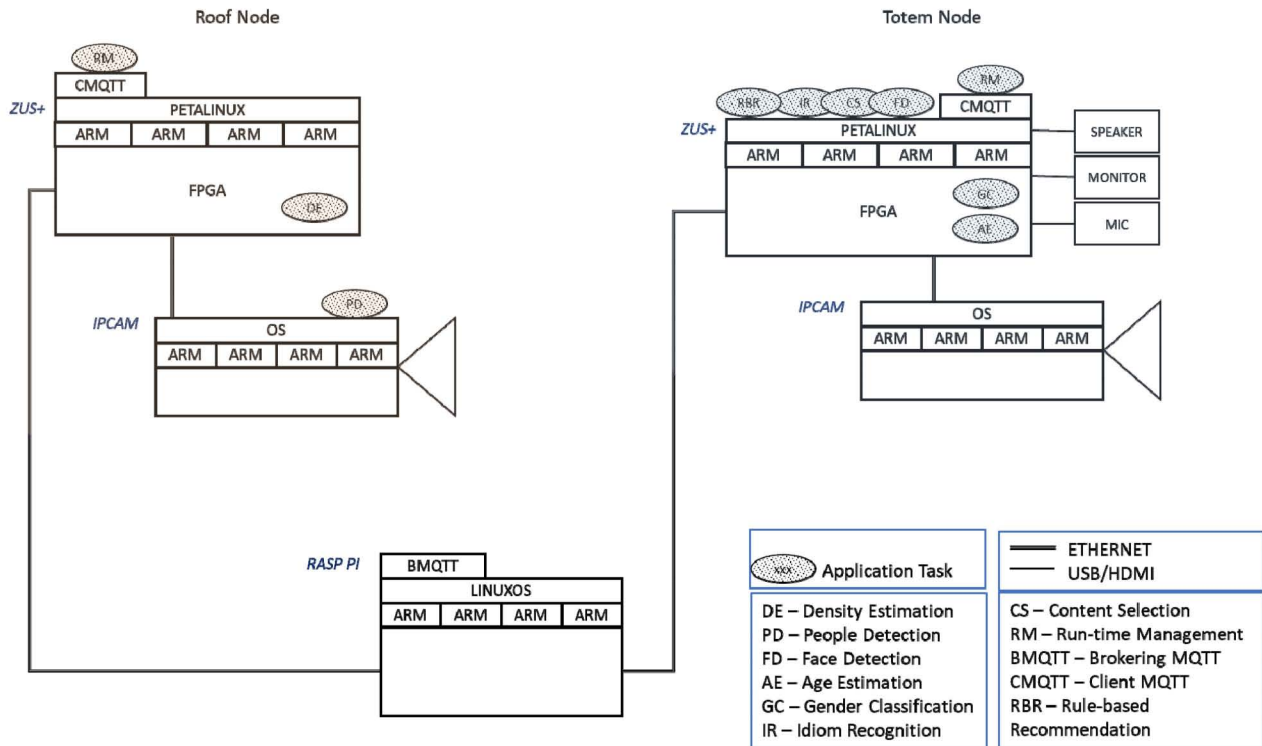 Roof Node
Totem Node
RM
CMQTT
ZUS+
PETALINUX
ARM ARM ARM ARM
FPGA
DE
IPCAM
PD
OS
ARM ARM ARM ARM
RM
RBR IR CS FD
CMQTT
ZUS+
PETALINUX
ARM ARM ARM ARM
FPGA
GC
AE
SPEAKER
MONITOR
MIC
IPCAM
OS
ARM ARM ARM ARM
RASP PI
BMQTT
LINUXOS
ARM ARM ARM ARM
xxx Application Task
ETHERNET
USB/HDMI
DE – Density Estimation
PD – People Detection
FD – Face Detection
AE – Age Estimation
GC – Gender Classification
IR – Idiom Recognition
CS – Content Selection
RM – Run-time Management
BMQTT – Brokering MQTT
CMQTT – Client MQTT
RBR – Rule-based
Recommendation